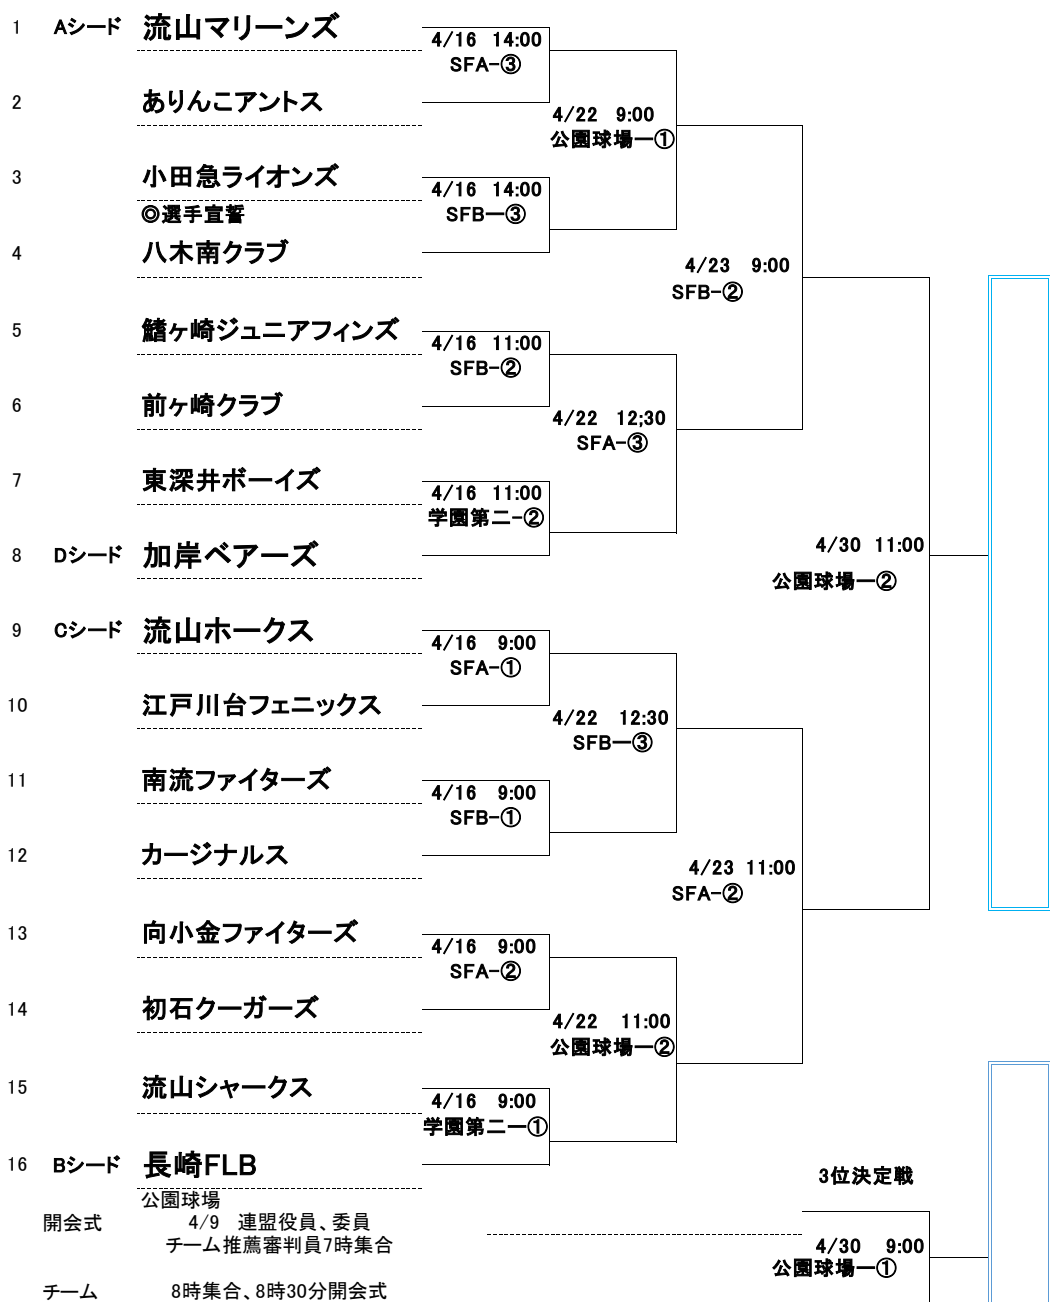 1 Aシード 流山マリーンズ
4/16 14:00
SFA-③
2 ありんこアントス
4/22 9:00
公園球場ー①
3 小田急ライオンズ
4/16 14:00
◎選手宣誓
SFBー③
4 八木南クラブ
4/23 9:00
SFB-②
5 鰭ヶ崎ジュニアフィンズ
4/16 11:00
SFB-②
6 前ヶ崎クラブ
4/22 12;30
SFA-③
7 東深井ボーイズ
4/16 11:00
学園第二-②
8 Dシード 加岸ベアーズ
4/30 11:00
公園球場ー②
9 Cシード 流山ホークス
4/16 9:00
SFA-①
10 江戸川台フェニックス
4/22 12:30
SFBー③
11 南流ファイターズ
4/16 9:00
SFB-①
12 カージナルス
4/23 11:00
SFA-②
13 向小金ファイターズ
4/16 9:00
SFA-②
14 初石クーガーズ
4/22 11:00
公園球場ー②
15 流山シャークス
4/16 9:00
学園第二ー①
16 Bシード 長崎FLB
3位決定戦
公園球場
開会式 4/9 連盟役員、委員
チーム推薦審判員7時集合
4/30 9:00
公園球場ー①
チーム 8時集合、8時30分開会式